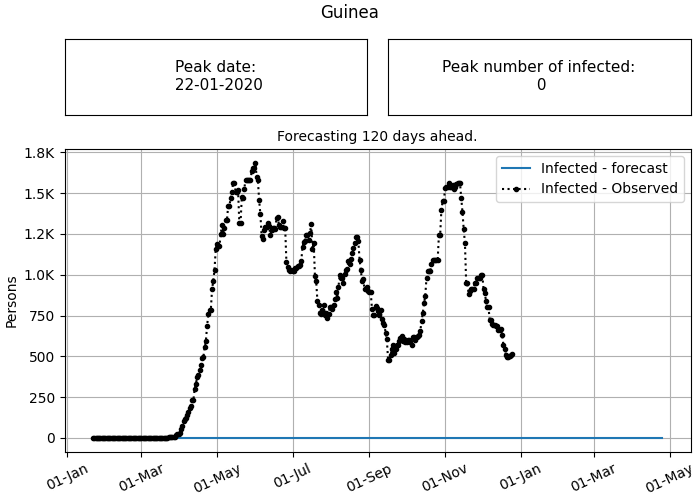 Guinea
Peak date:
22-01-2020
Peak number of infected:
0
Forecasting 120 days ahead.
Infected - forecast
Infected - Observed
1.8K
1.5K
1.2K
1.0K
750
500
250
0
Persons
01-Jan
01-Mar
01-May
01-Jul
01-Sep
01-Nov
01-Jan
01-Mar
01-May